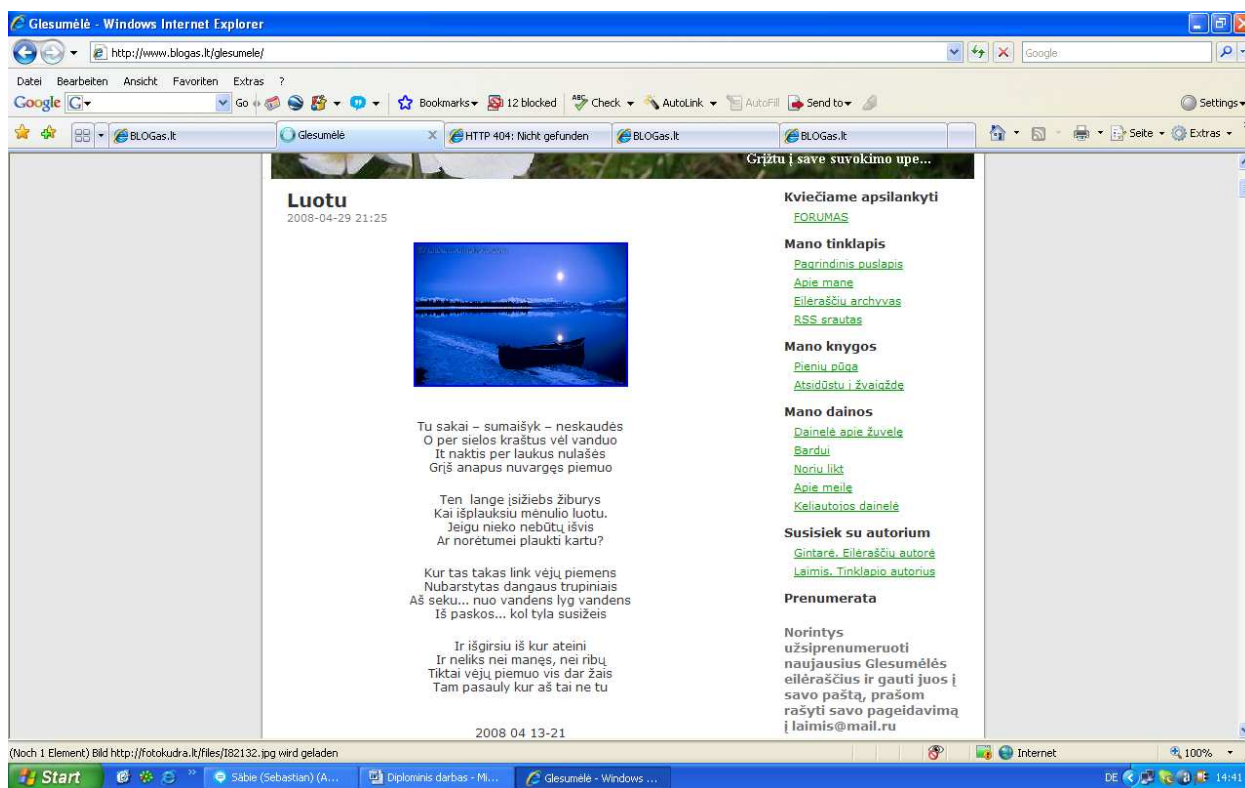 Glesumėlė - Windows Internet Explorer
http://www.blogas.lt/glesumele/
Google
Datei Bearbeiten Ansicht Favoriten Extras ?
Google G Go Bookmarks 12 blocked Check AutoLink AutoFill Send to Settings
BLOGas.lt Glesumėlė X HTTP 404: Nicht gefunden BLOGas.lt BLOGas.lt Seite Extras
Grįžtu į save suvokimo upe...
Luotu
2008-04-29 21:25
Tu sakai – sumaišyk – neskaudės
O per sielos kraštus vėl vanduo
It naktis per laukus nulašės
Grįš anapus nuvargęs piemuo
Ten lange įsižiebs žiburys
Kai išplauksiu mėnulio luotu.
Jeigu nieko nebūtų išvis
Ar norėtumei plaukti kartu?
Kur tas takas link vėjų piemens
Nubarstytas dangaus trupiniais
Aš seku... nuo vandens lyg vandens
Iš paskos... kol tyla susižeis
Ir išgirsiu iš kur ateini
Ir neliks nei manęs, nei ribų
Tiktai vėjų piemuo vis dar žais
Tam pasauly kur aš tai ne tu
2008 04 13-21
Kviečiame apsilankyti
FORUMAS
Mano tinklapis
Pagrindinis puslapis
Apie mane
Eilėraščių archyvas
RSS srautas
Mano knygos
Pienių pūga
Atsidūstu į žvaigždę
Mano dainos
Dainelė apie žuvelę
Bardui
Noriu likt
Apie meilę
Keliautojos dainelė
Susisiek su autorium
Gintarė. Eilėraščių autorė
Laimis. Tinklapio autorius
Prenumerata
Norintys
užsiprenumeruoti
naujausius Glesumėlės
eilėraščius ir gauti juos į
savo paštą, prašom
rašyti savo pageidavimą
į laimis@mail.ru
(Noch 1 Element) Bild http://fotokudra.lt/files/I82132.jpg wird geladen Internet 100%
Start Säbie (Sebastian) (A... Diplominis darbas - Mi... Glesumėlė - Windows ... DE 14:41